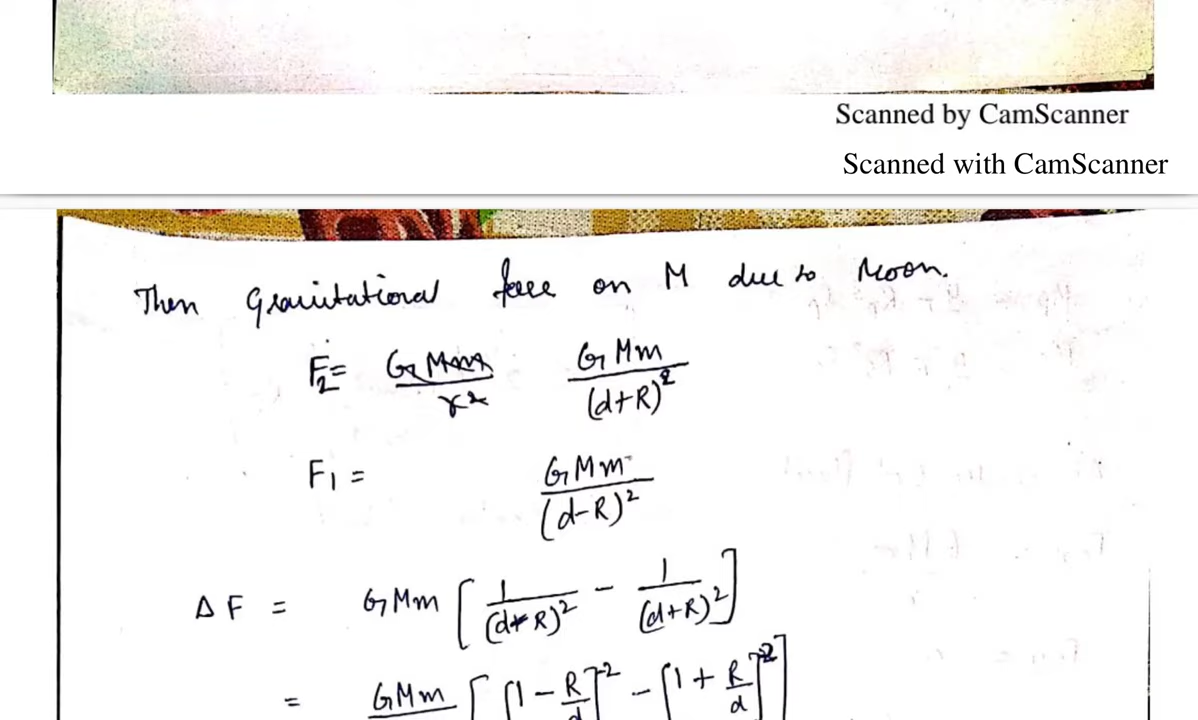 Scanned by CamScanner
Scanned with CamScanner
Then Gravitational force on M due to Moon.
F₂ = GMm/(d+R)²
F₁ = GMm/(d-R)²
ΔF = GMm [1/(d-R)² - 1/(d+R)²]
= GMm [[1 - R/d]⁻² - [1 + R/d]⁻²]